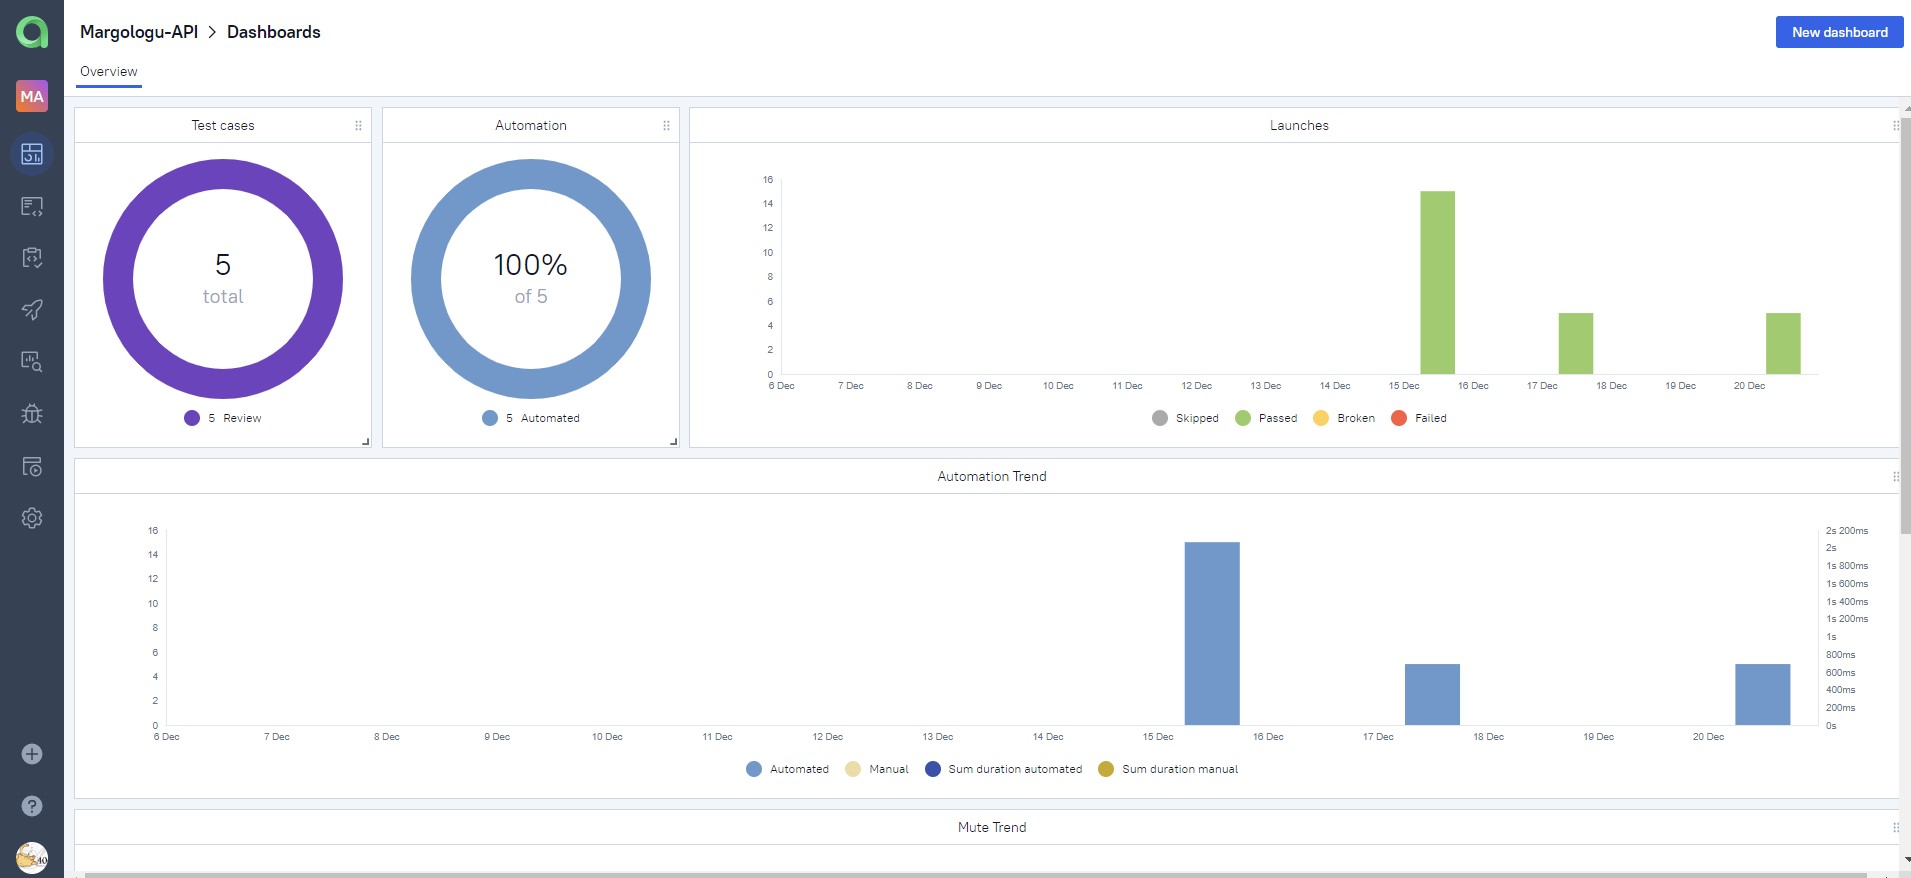 Margologu-API > Dashboards
New dashboard
Overview
MA
Test cases
5
total
5 Review
Automation
100%
of 5
5 Automated
Launches
16
14
12
10
8
6
4
2
0
6 Dec 7 Dec 8 Dec 9 Dec 10 Dec 11 Dec 12 Dec 13 Dec 14 Dec 15 Dec 16 Dec 17 Dec 18 Dec 19 Dec 20 Dec
Skipped Passed Broken Failed
Automation Trend
16
14
12
10
8
6
4
2
0
2s 200ms
2s
1s 800ms
1s 600ms
1s 400ms
1s 200ms
1s
800ms
600ms
400ms
200ms
0s
6 Dec 7 Dec 8 Dec 9 Dec 10 Dec 11 Dec 12 Dec 13 Dec 14 Dec 15 Dec 16 Dec 17 Dec 18 Dec 19 Dec 20 Dec
Automated Manual Sum duration automated Sum duration manual
Mute Trend